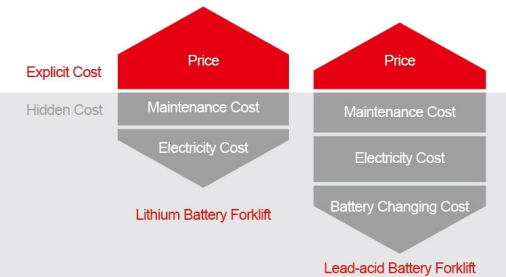 Price
Price
Explicit Cost
Hidden Cost
Maintenance Cost
Maintenance Cost
Electricity Cost
Electricity Cost
Battery Changing Cost
Lithium Battery Forklift
Lead-acid Battery Forklift